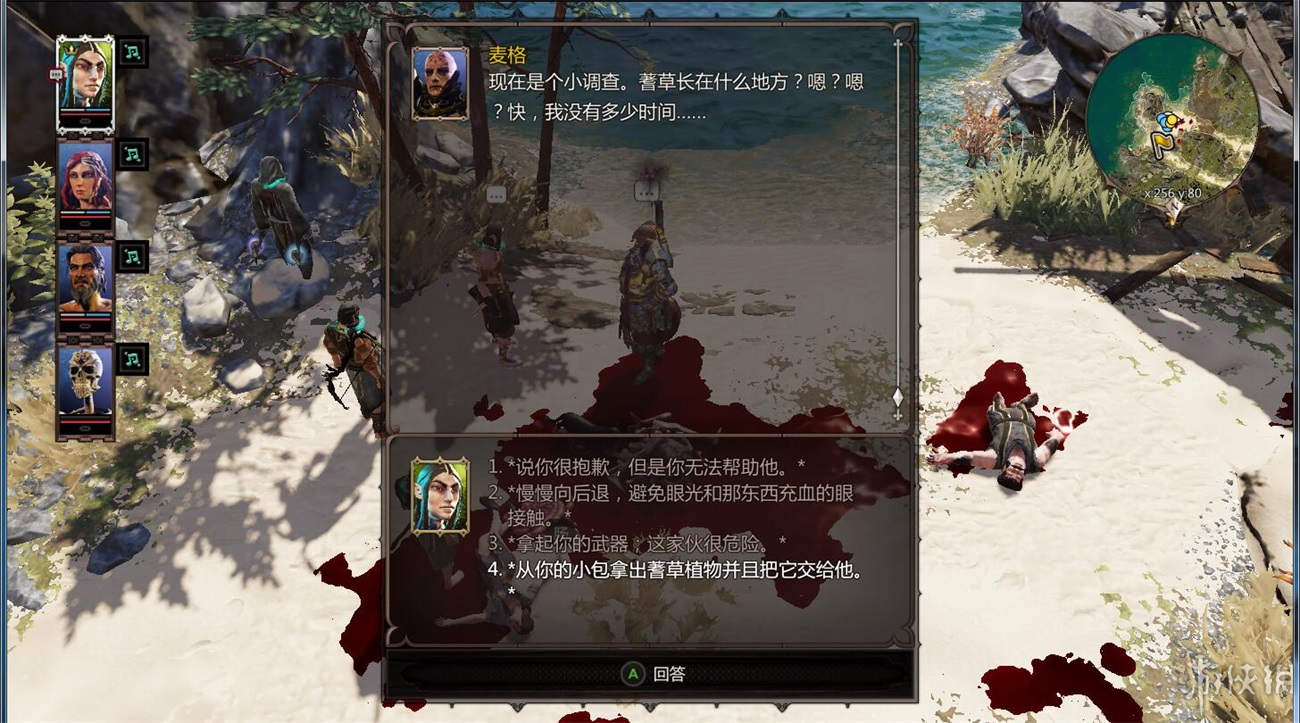 麦格
现在是个小调查。蓍草长在什么地方？嗯？嗯
？快，我没有多少时间......
x:256 y:80
1. *说你很抱歉，但是你无法帮助他。*
2. *慢慢向后退，避免眼光和那东西充血的眼
接触。*
3. *拿起你的武器；这家伙很危险。*
4. *从你的小包拿出蓍草植物并且把它交给他。
*
A 回答
游侠网